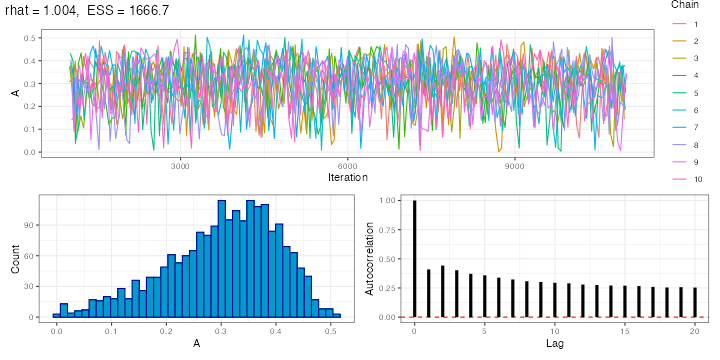 rhat = 1.004, ESS = 1666.7
Chain
1
2
3
4
5
6
7
8
9
10
A
0.5
0.4
0.3
0.2
0.1
0.0
3000 6000 9000
Iteration
Count
90
60
30
0
0.0 0.1 0.2 0.3 0.4 0.5
A
Autocorrelation
1.00
0.75
0.50
0.25
0.00
0 5 10 15 20
Lag